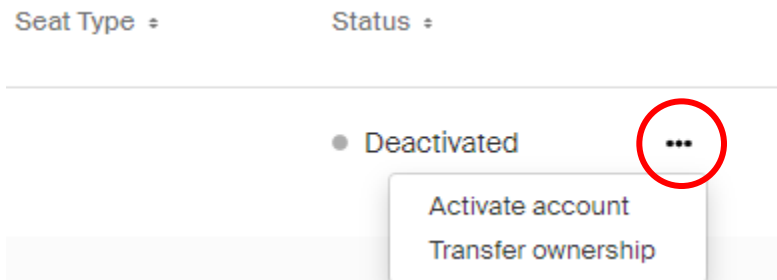 Seat Type Status
Deactivated •••
Activate account
Transfer ownership